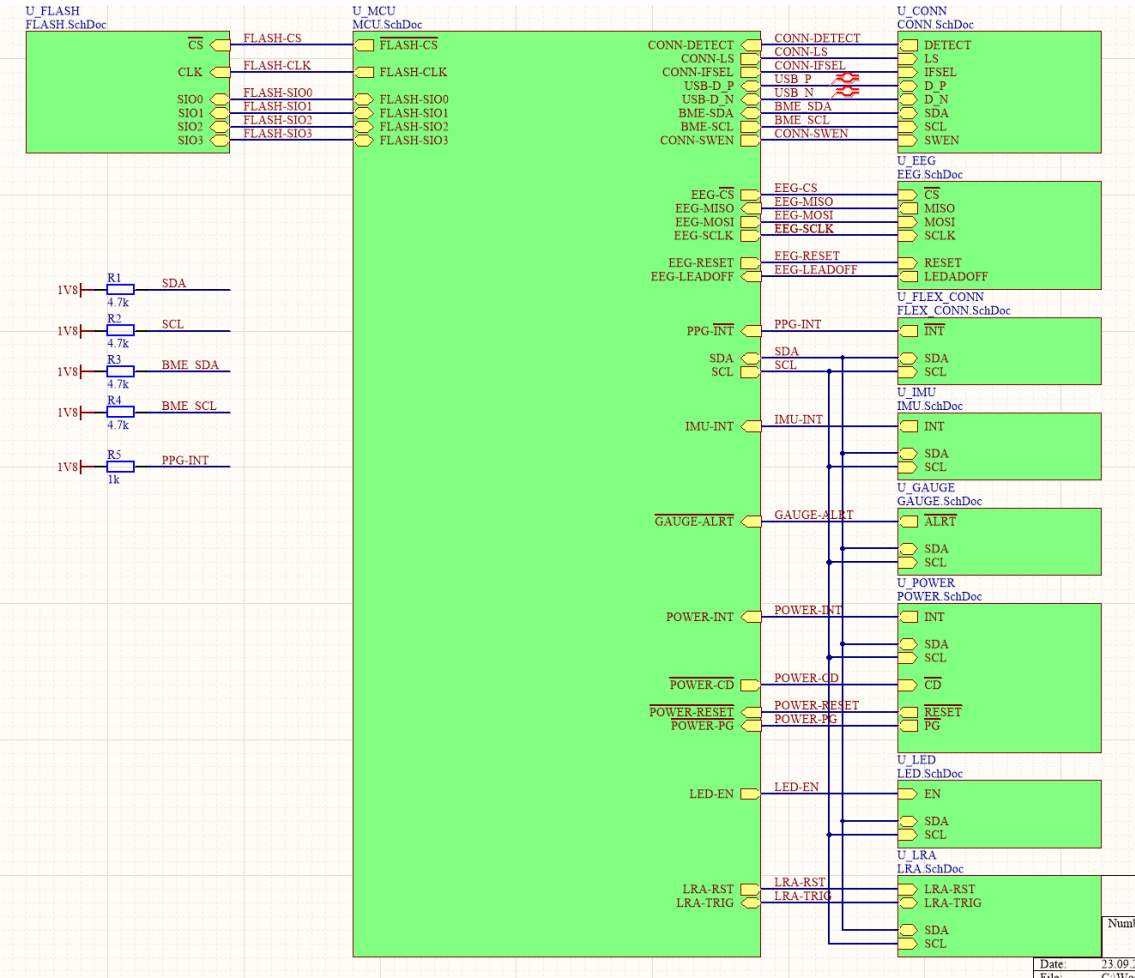 U_FLASH
FLASH.SchDoc
CS
CLK
SIO0
SIO1
SIO2
SIO3
FLASH-CS
FLASH-CLK
FLASH-SIO0
FLASH-SIO1
FLASH-SIO2
FLASH-SIO3
U_MCU
MCU.SchDoc
FLASH-CS
FLASH-CLK
FLASH-SIO0
FLASH-SIO1
FLASH-SIO2
FLASH-SIO3
CONN-DETECT
CONN-LS
CONN-IFSEL
USB-D_P
USB-D_N
BME-SDA
BME-SCL
CONN-SWEN
EEG-CS
EEG-MISO
EEG-MOSI
EEG-SCLK
EEG-RESET
EEG-LEADOFF
PPG-INT
SDA
SCL
IMU-INT
GAUGE-ALRT
POWER-INT
POWER-CD
POWER-RESET
POWER-PG
LED-EN
LRA-RST
LRA-TRIG
CONN-DETECT
CONN-LS
CONN-IFSEL
USB_P
USB_N
BME_SDA
BME_SCL
CONN-SWEN
EEG-CS
EEG-MISO
EEG-MOSI
EEG-SCLK
EEG-RESET
EEG-LEADOFF
PPG-INT
SDA
SCL
IMU-INT
GAUGE-ALRT
POWER-INT
POWER-CD
POWER-RESET
POWER-PG
LED-EN
LRA-RST
LRA-TRIG
U_CONN
CONN.SchDoc
DETECT
LS
IFSEL
D_P
D_N
SDA
SCL
SWEN
U_EEG
EEG.SchDoc
CS
MISO
MOSI
SCLK
RESET
LEDADOFF
U_FLEX_CONN
FLEX_CONN.SchDoc
INT
SDA
SCL
U_IMU
IMU.SchDoc
INT
SDA
SCL
U_GAUGE
GAUGE.SchDoc
ALRT
SDA
SCL
U_POWER
POWER.SchDoc
INT
SDA
SCL
CD
RESET
PG
U_LED
LED.SchDoc
EN
SDA
SCL
U_LRA
LRA.SchDoc
LRA-RST
LRA-TRIG
SDA
SCL
R1
1V8 SDA
4.7k
R2
1V8 SCL
4.7k
R3
1V8 BME_SDA
4.7k
R4
1V8 BME_SCL
4.7k
R5
1V8 PPG-INT
1k
Date: 23.09.
File: